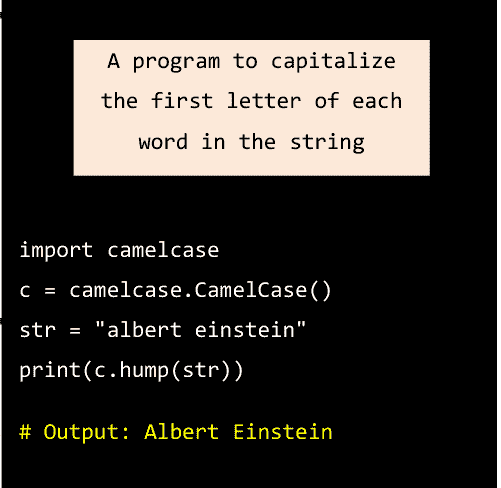 A program to capitalize
the first letter of each
word in the string
import camelcase
c = camelcase.CamelCase()
str = "albert einstein"
print(c.hump(str))
# Output: Albert Einstein